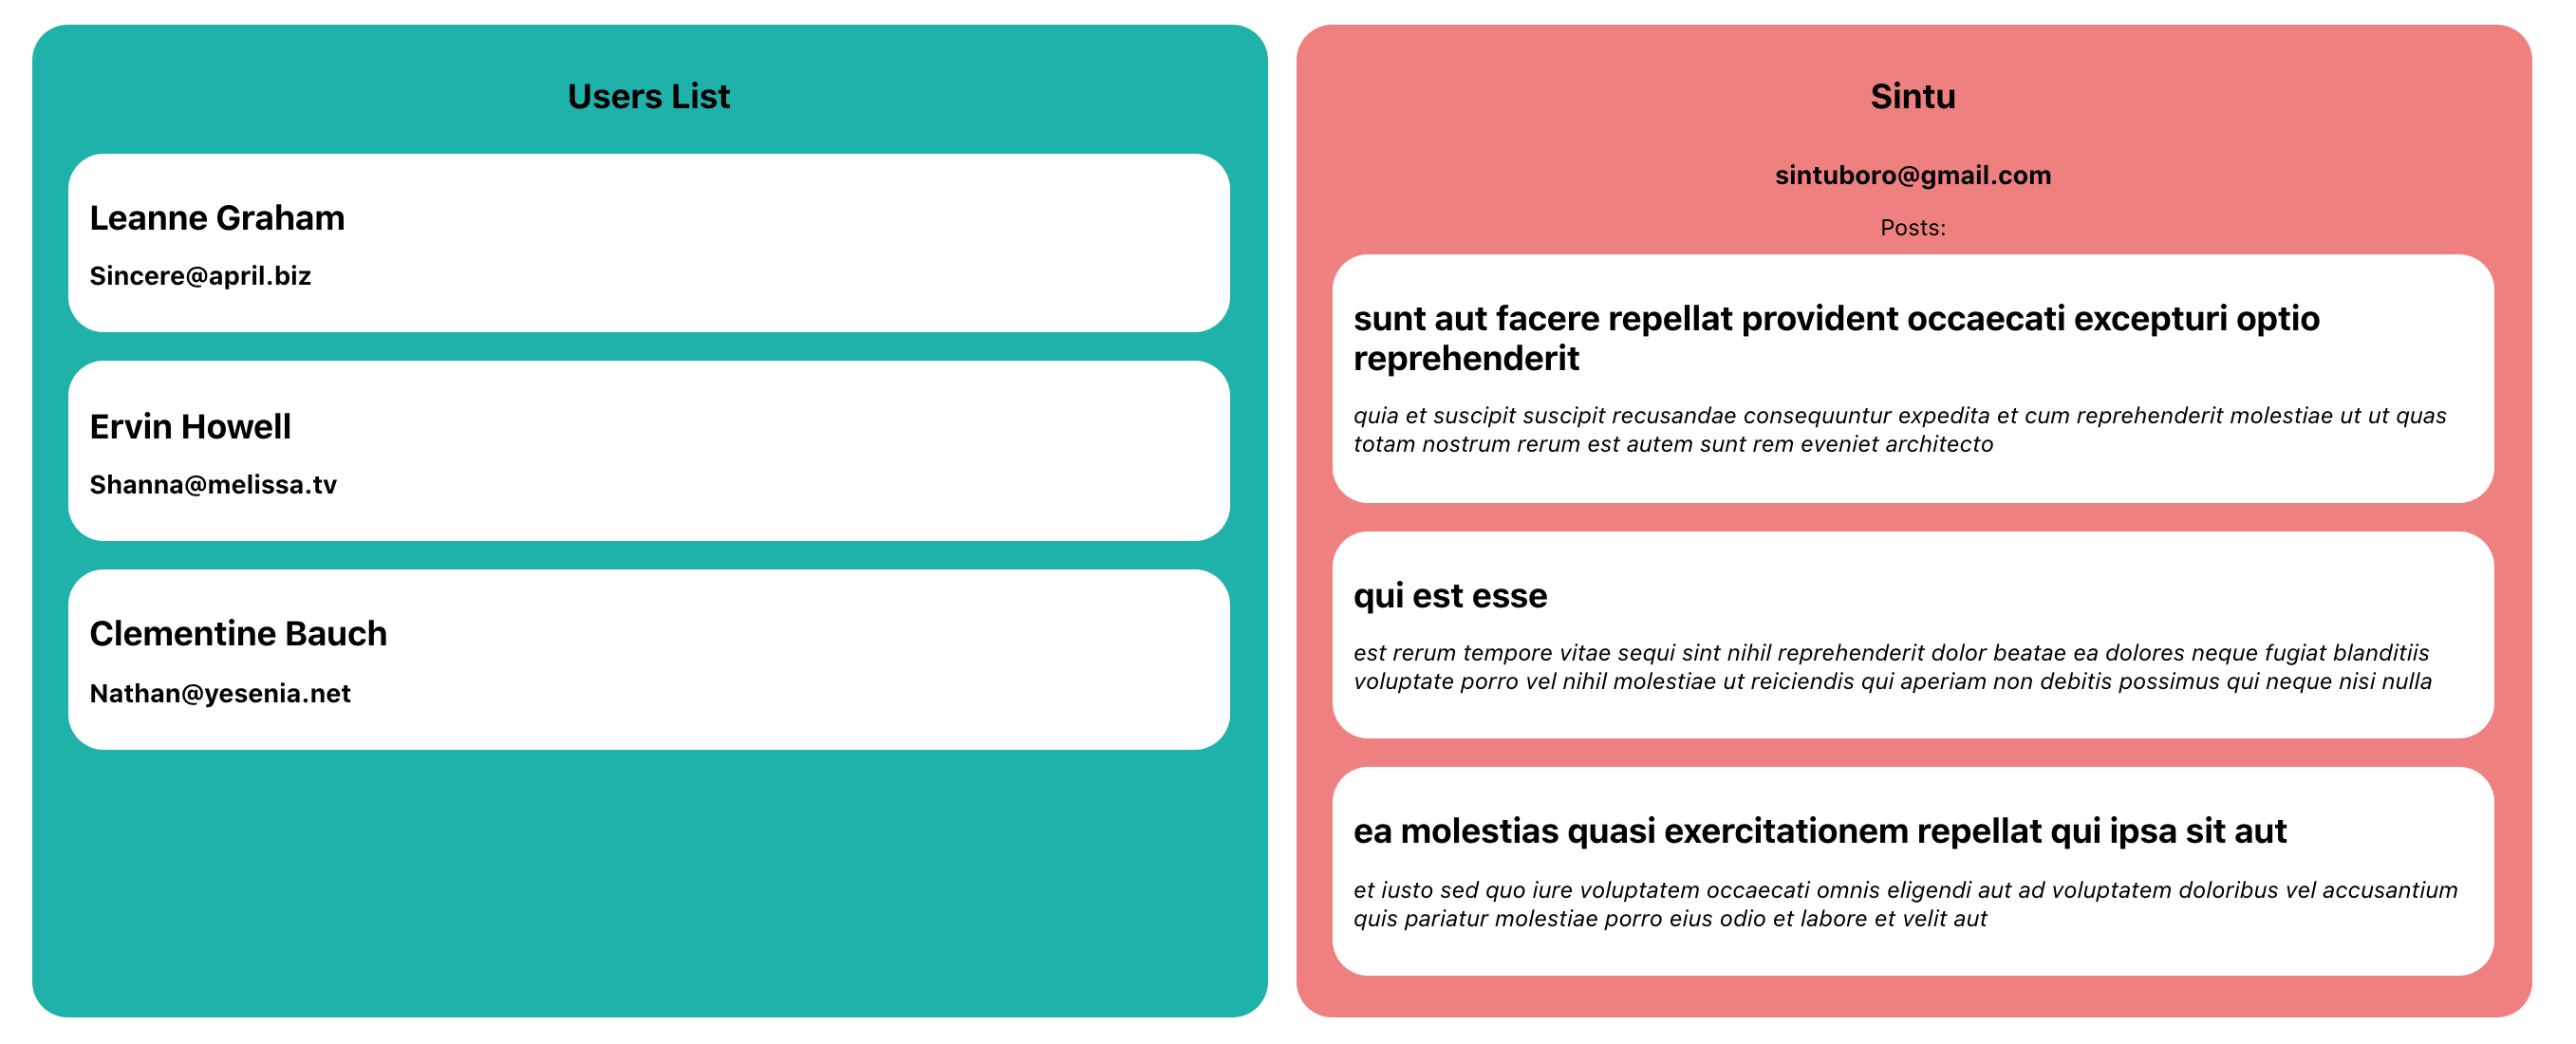 Users List
Leanne Graham
Sincere@april.biz
Ervin Howell
Shanna@melissa.tv
Clementine Bauch
Nathan@yesenia.net
Sintu
sintuboro@gmail.com
Posts:
sunt aut facere repellat provident occaecati excepturi optio
reprehenderit
quia et suscipit suscipit recusandae consequuntur expedita et cum reprehenderit molestiae ut ut quas
totam nostrum rerum est autem sunt rem eveniet architecto
qui est esse
est rerum tempore vitae sequi sint nihil reprehenderit dolor beatae ea dolores neque fugiat blanditiis
voluptate porro vel nihil molestiae ut reiciendis qui aperiam non debitis possimus qui neque nisi nulla
ea molestias quasi exercitationem repellat qui ipsa sit aut
et iusto sed quo iure voluptatem occaecati omnis eligendi aut ad voluptatem doloribus vel accusantium
quis pariatur molestiae porro eius odio et labore et velit aut